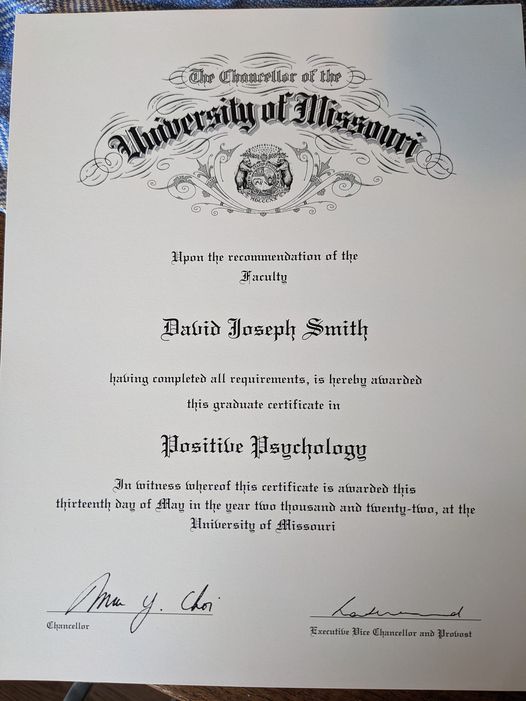 The Chancellor of the
University of Missouri
Upon the recommendation of the
Faculty
David Joseph Smith
having completed all requirements, is hereby awarded
this graduate certificate in
Positive Psychology
In witness whereof this certificate is awarded this
thirteenth day of May in the year two thousand and twenty-two, at the
University of Missouri
Y. Choi
Chancellor
Executive Vice Chancellor and Provost